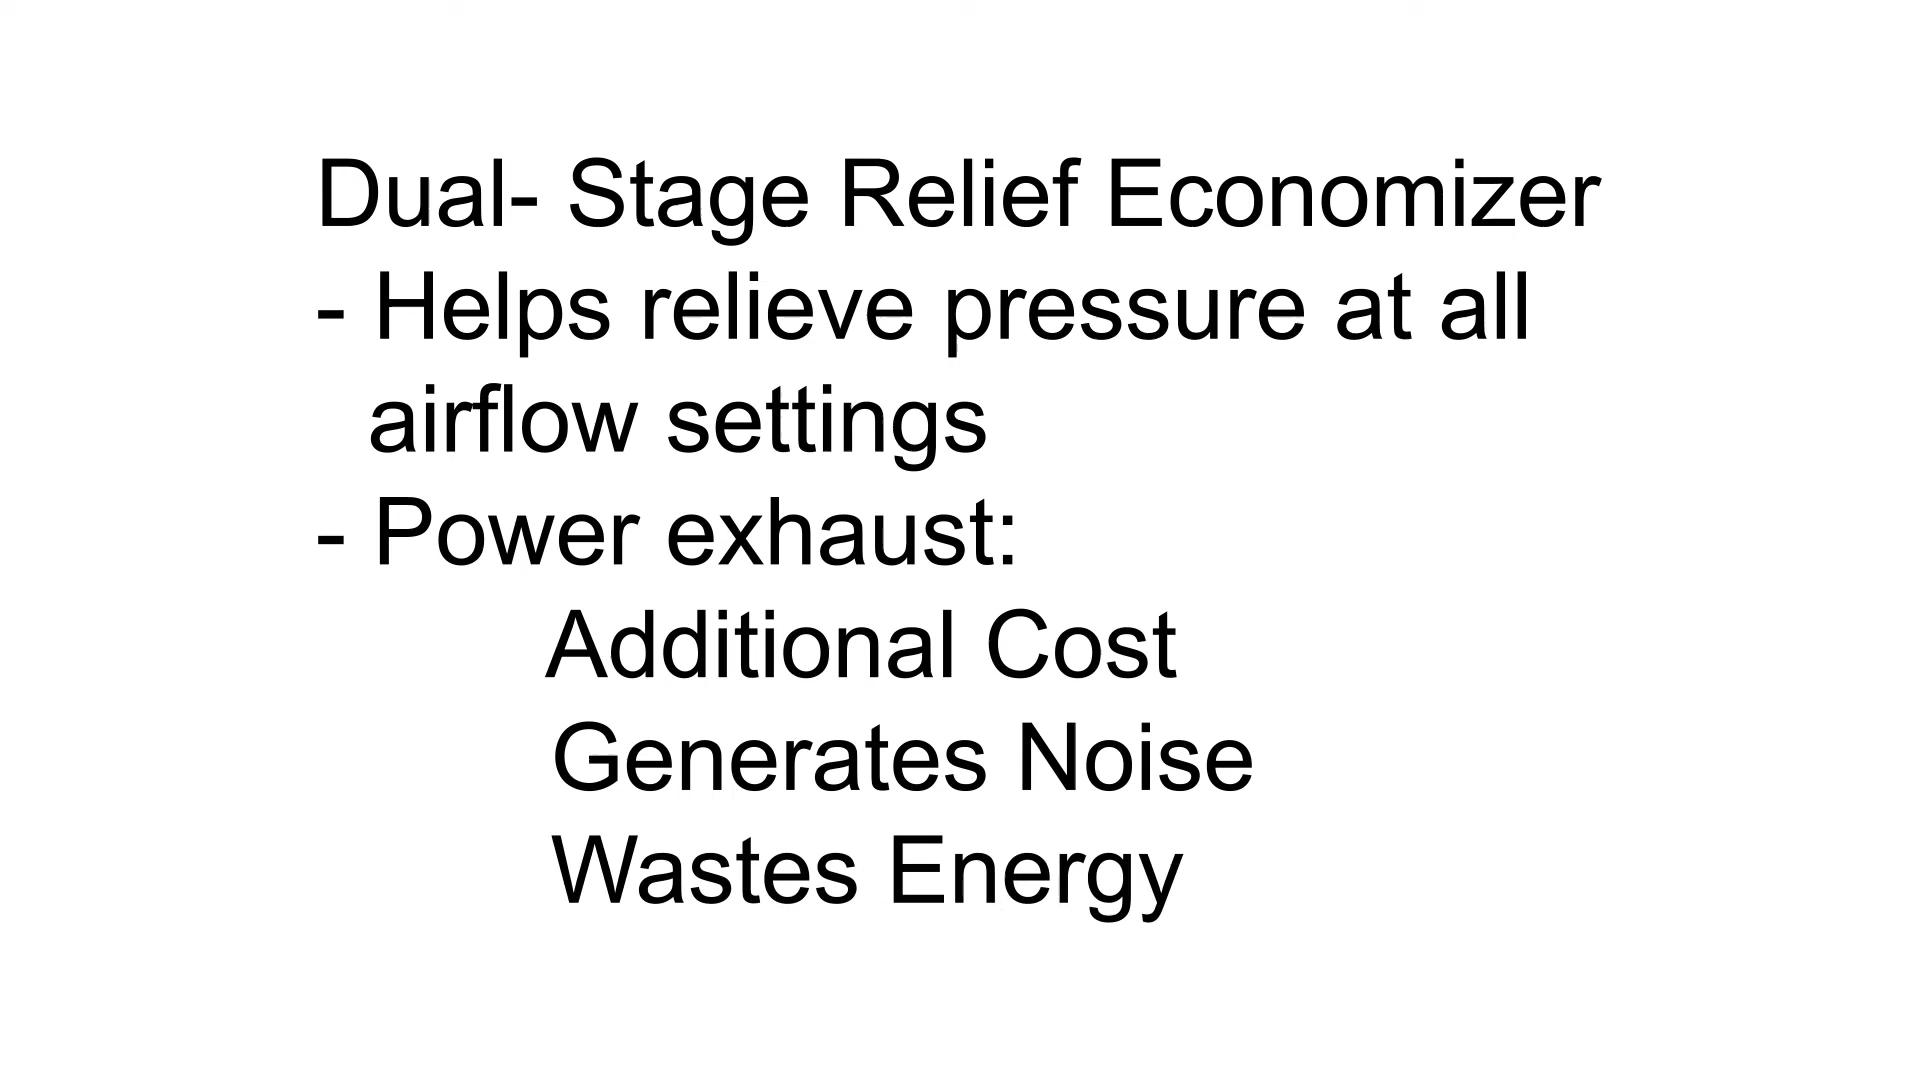 Dual- Stage Relief Economizer
- Helps relieve pressure at all
airflow settings
- Power exhaust:
Additional Cost
Generates Noise
Wastes Energy